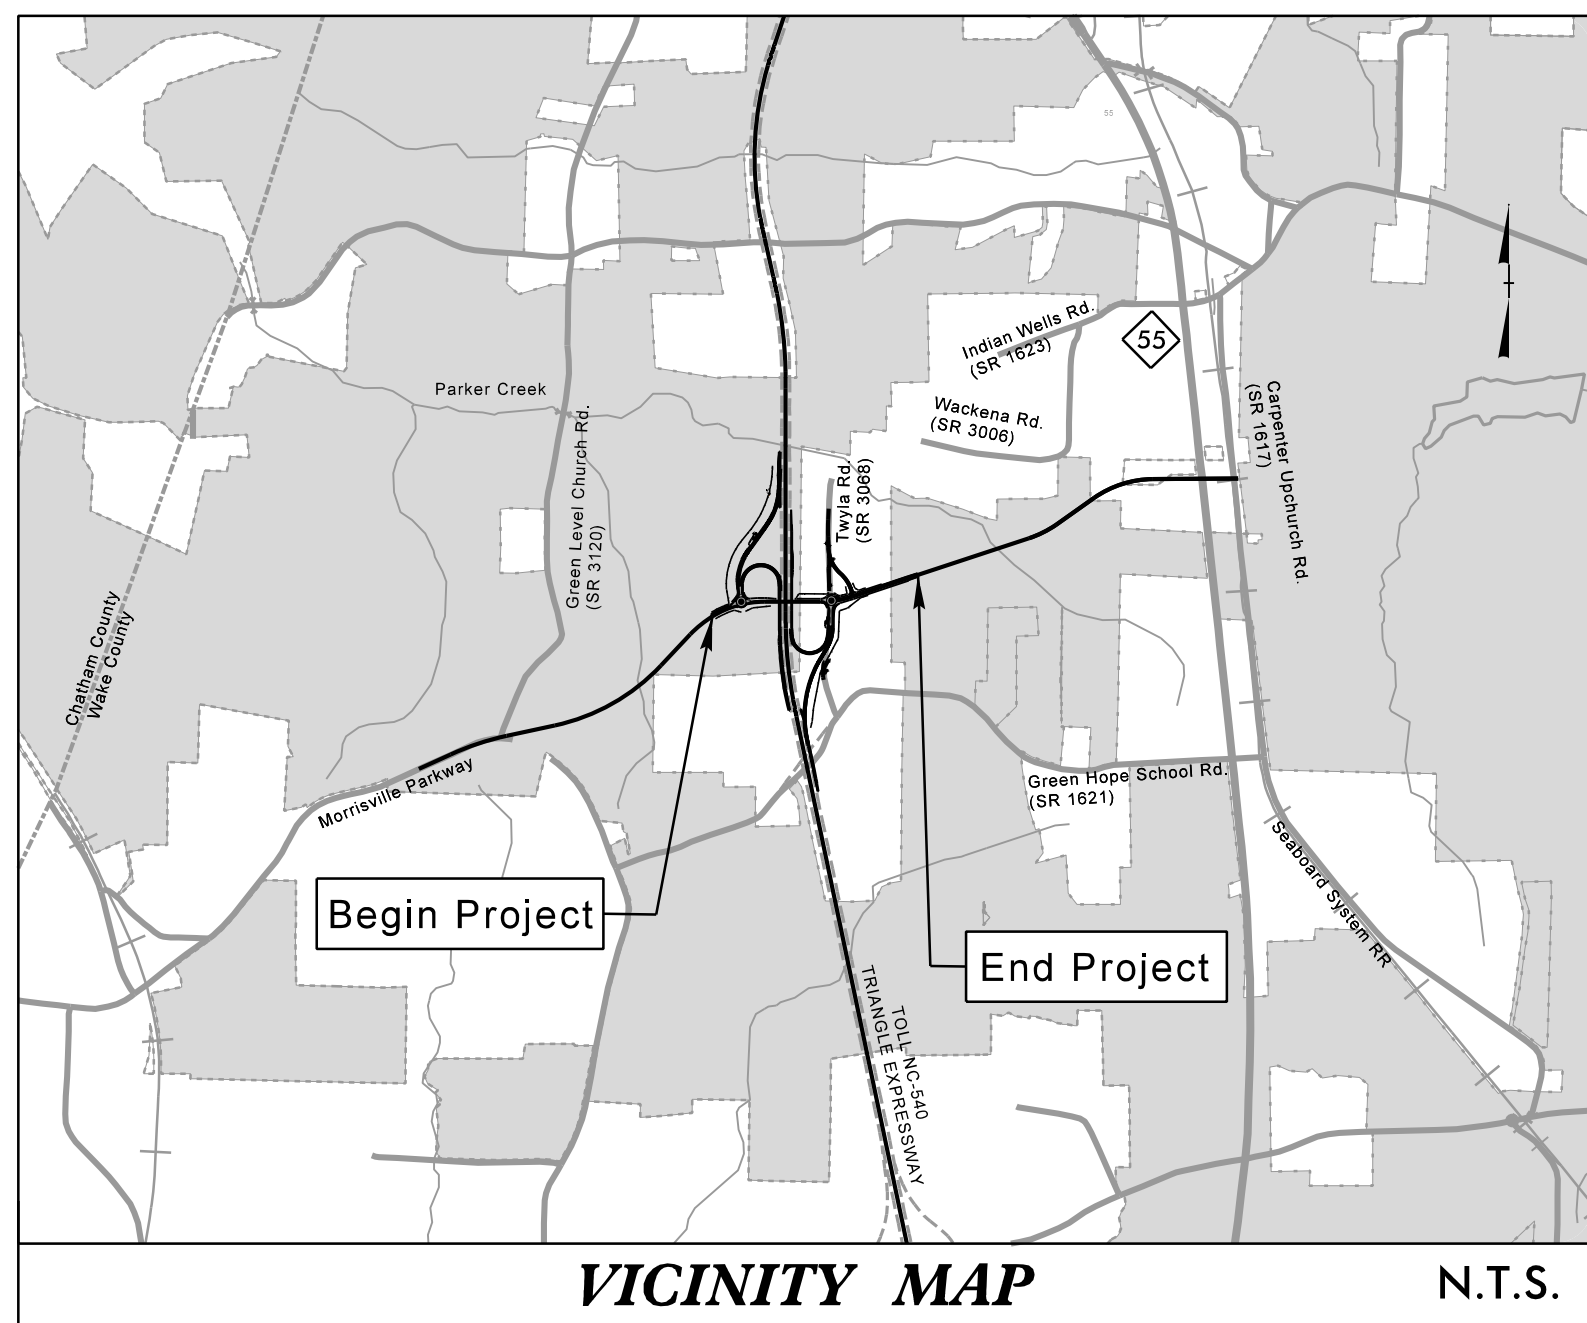 55
Indian Wells Rd.
(SR 1623)
55
Parker Creek
Wackena Rd.
(SR 3006)
Carpenter Upchurch Rd.
(SR 1617)
Green Level Church Rd.
(SR 3120)
Twyla Rd.
(SR 3068)
Chatham County
Wake County
Morrisville Parkway
Green Hope School Rd.
(SR 1621)
Seaboard System RR
Begin Project
End Project
TOLL NC-540
TRIANGLE EXPRESSWAY
VICINITY MAP
N.T.S.